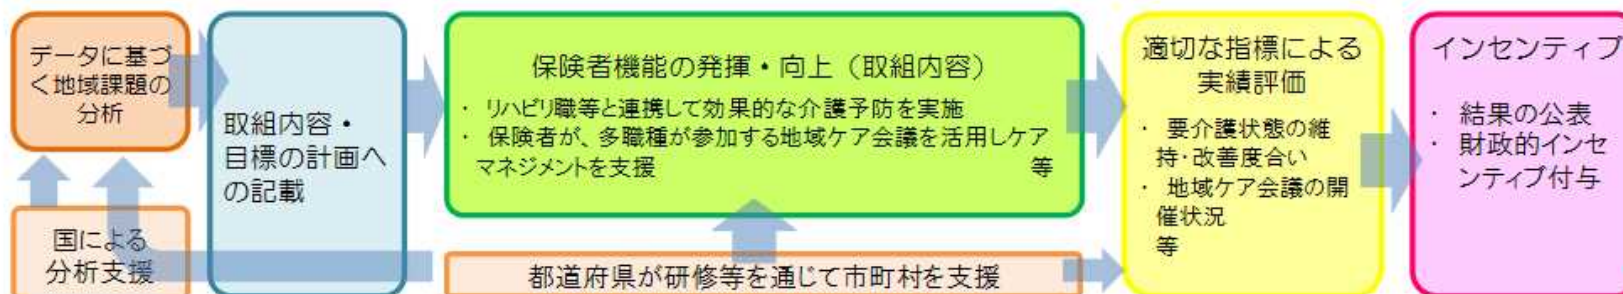 データに基づ
く地域課題の
分析
国による
分析支援
取組内容・
目標の計画へ
の記載
保険者機能の発揮・向上（取組内容）
・ リハビリ職等と連携して効果的な介護予防を実施
・ 保険者が、多職種が参加する地域ケア会議を活用しケア
マネジメントを支援 等
都道府県が研修等を通じて市町村を支援
適切な指標による
実績評価
・ 要介護状態の維
持・改善度合い
・ 地域ケア会議の開
催状況
等
インセンティブ
・ 結果の公表
・ 財政的インセ
ンティブ付与